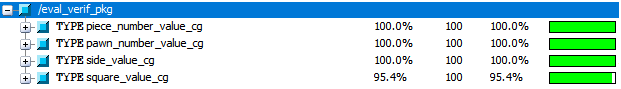 /eval_verif_pkg
TYPE piece_number_value_cg 100.0% 100 100.0%
TYPE pawn_number_value_cg 100.0% 100 100.0%
TYPE side_value_cg 100.0% 100 100.0%
TYPE square_value_cg 95.4% 100 95.4%